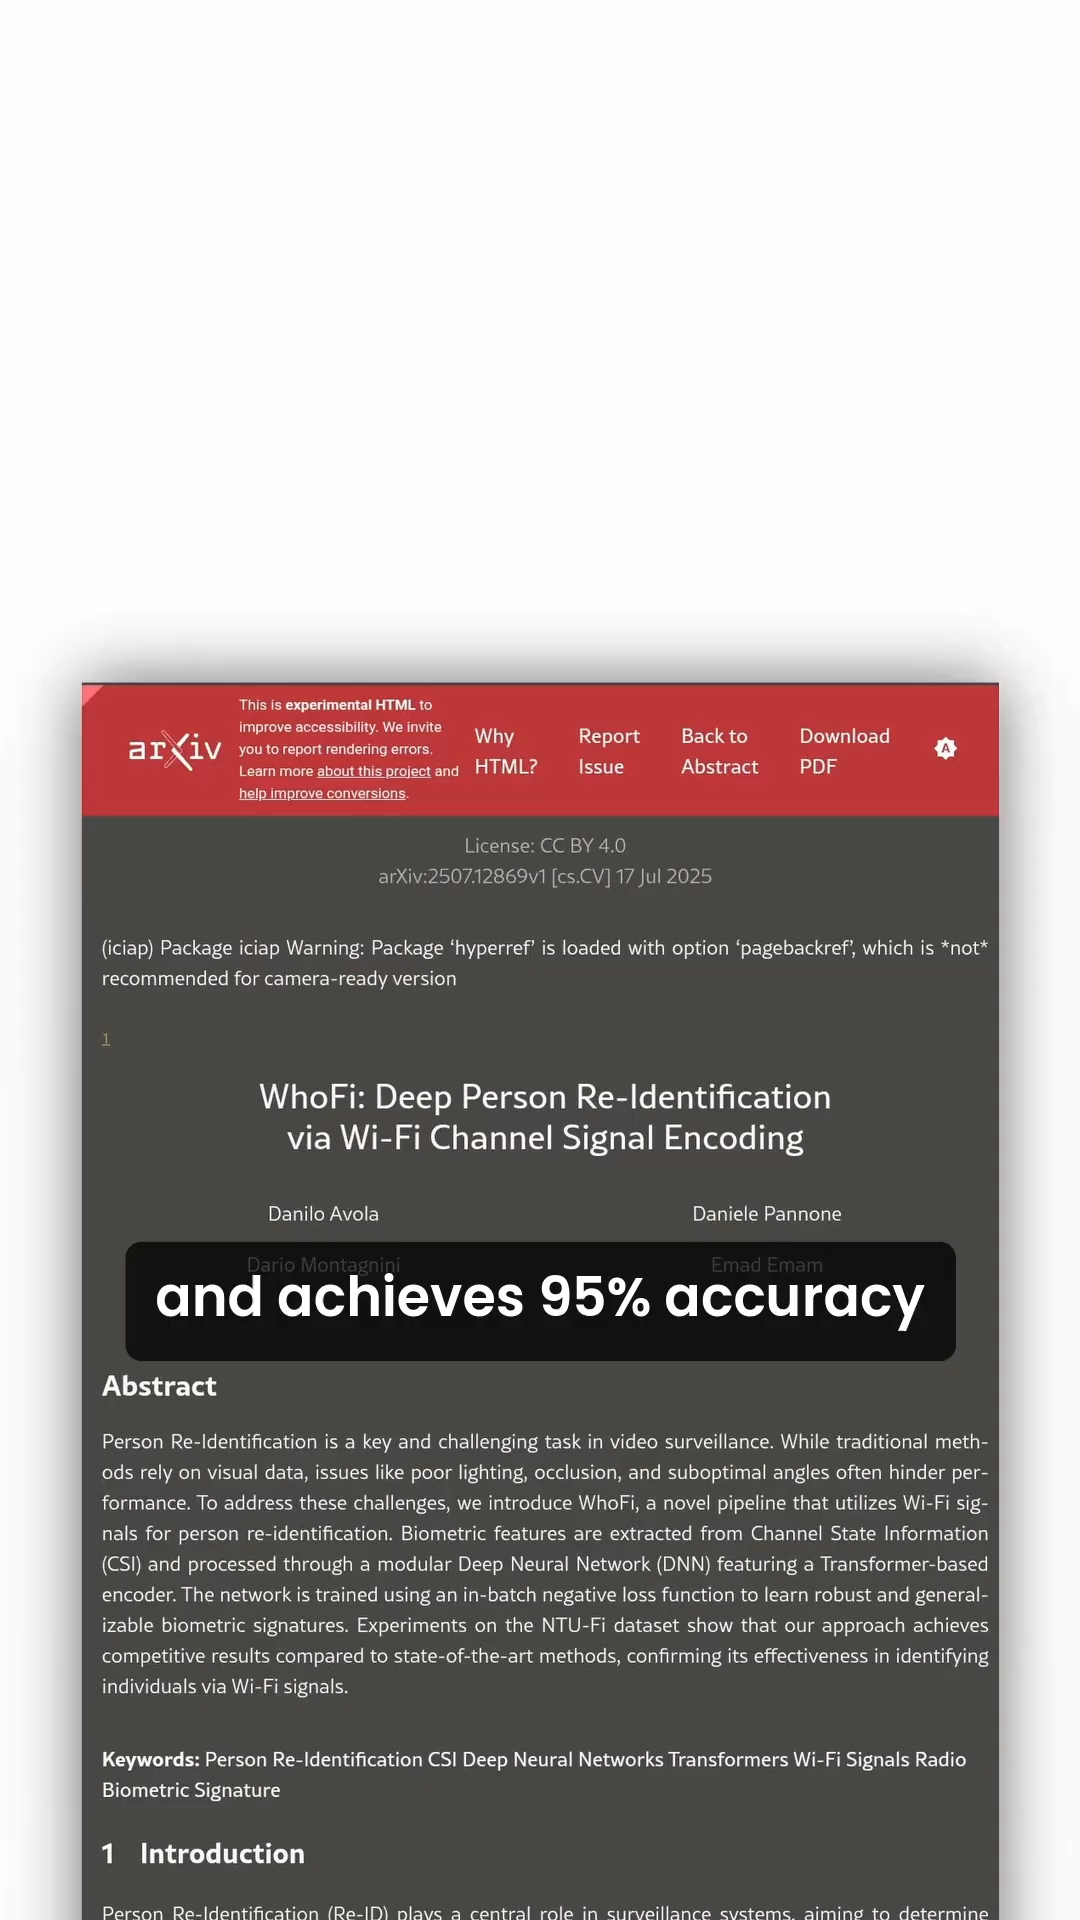 arXiv
This is experimental HTML to
improve accessibility. We invite
you to report rendering errors.
Learn more about this project and
help improve conversions.
Why
HTML?
Report
Issue
Back to
Abstract
Download
PDF
A
License: CC BY 4.0
arXiv:2507.12869v1 [cs.CV] 17 Jul 2025
(iciap) Package iciap Warning: Package ‘hyperref’ is loaded with option ‘pagebackref’, which is *not*
recommended for camera-ready version
1
WhoFi: Deep Person Re-Identification
via Wi-Fi Channel Signal Encoding
Danilo Avola
Daniele Pannone
Dario Montagnini
Emad Emam
and achieves 95% accuracy
Abstract
Person Re-Identification is a key and challenging task in video surveillance. While traditional meth-
ods rely on visual data, issues like poor lighting, occlusion, and suboptimal angles often hinder per-
formance. To address these challenges, we introduce WhoFi, a novel pipeline that utilizes Wi-Fi sig-
nals for person re-identification. Biometric features are extracted from Channel State Information
(CSI) and processed through a modular Deep Neural Network (DNN) featuring a Transformer-based
encoder. The network is trained using an in-batch negative loss function to learn robust and general-
izable biometric signatures. Experiments on the NTU-Fi dataset show that our approach achieves
competitive results compared to state-of-the-art methods, confirming its effectiveness in identifying
individuals via Wi-Fi signals.
Keywords: Person Re-Identification CSI Deep Neural Networks Transformers Wi-Fi Signals Radio
Biometric Signature
1 Introduction
Person Re-Identification (Re-ID) plays a central role in surveillance systems, aiming to determine